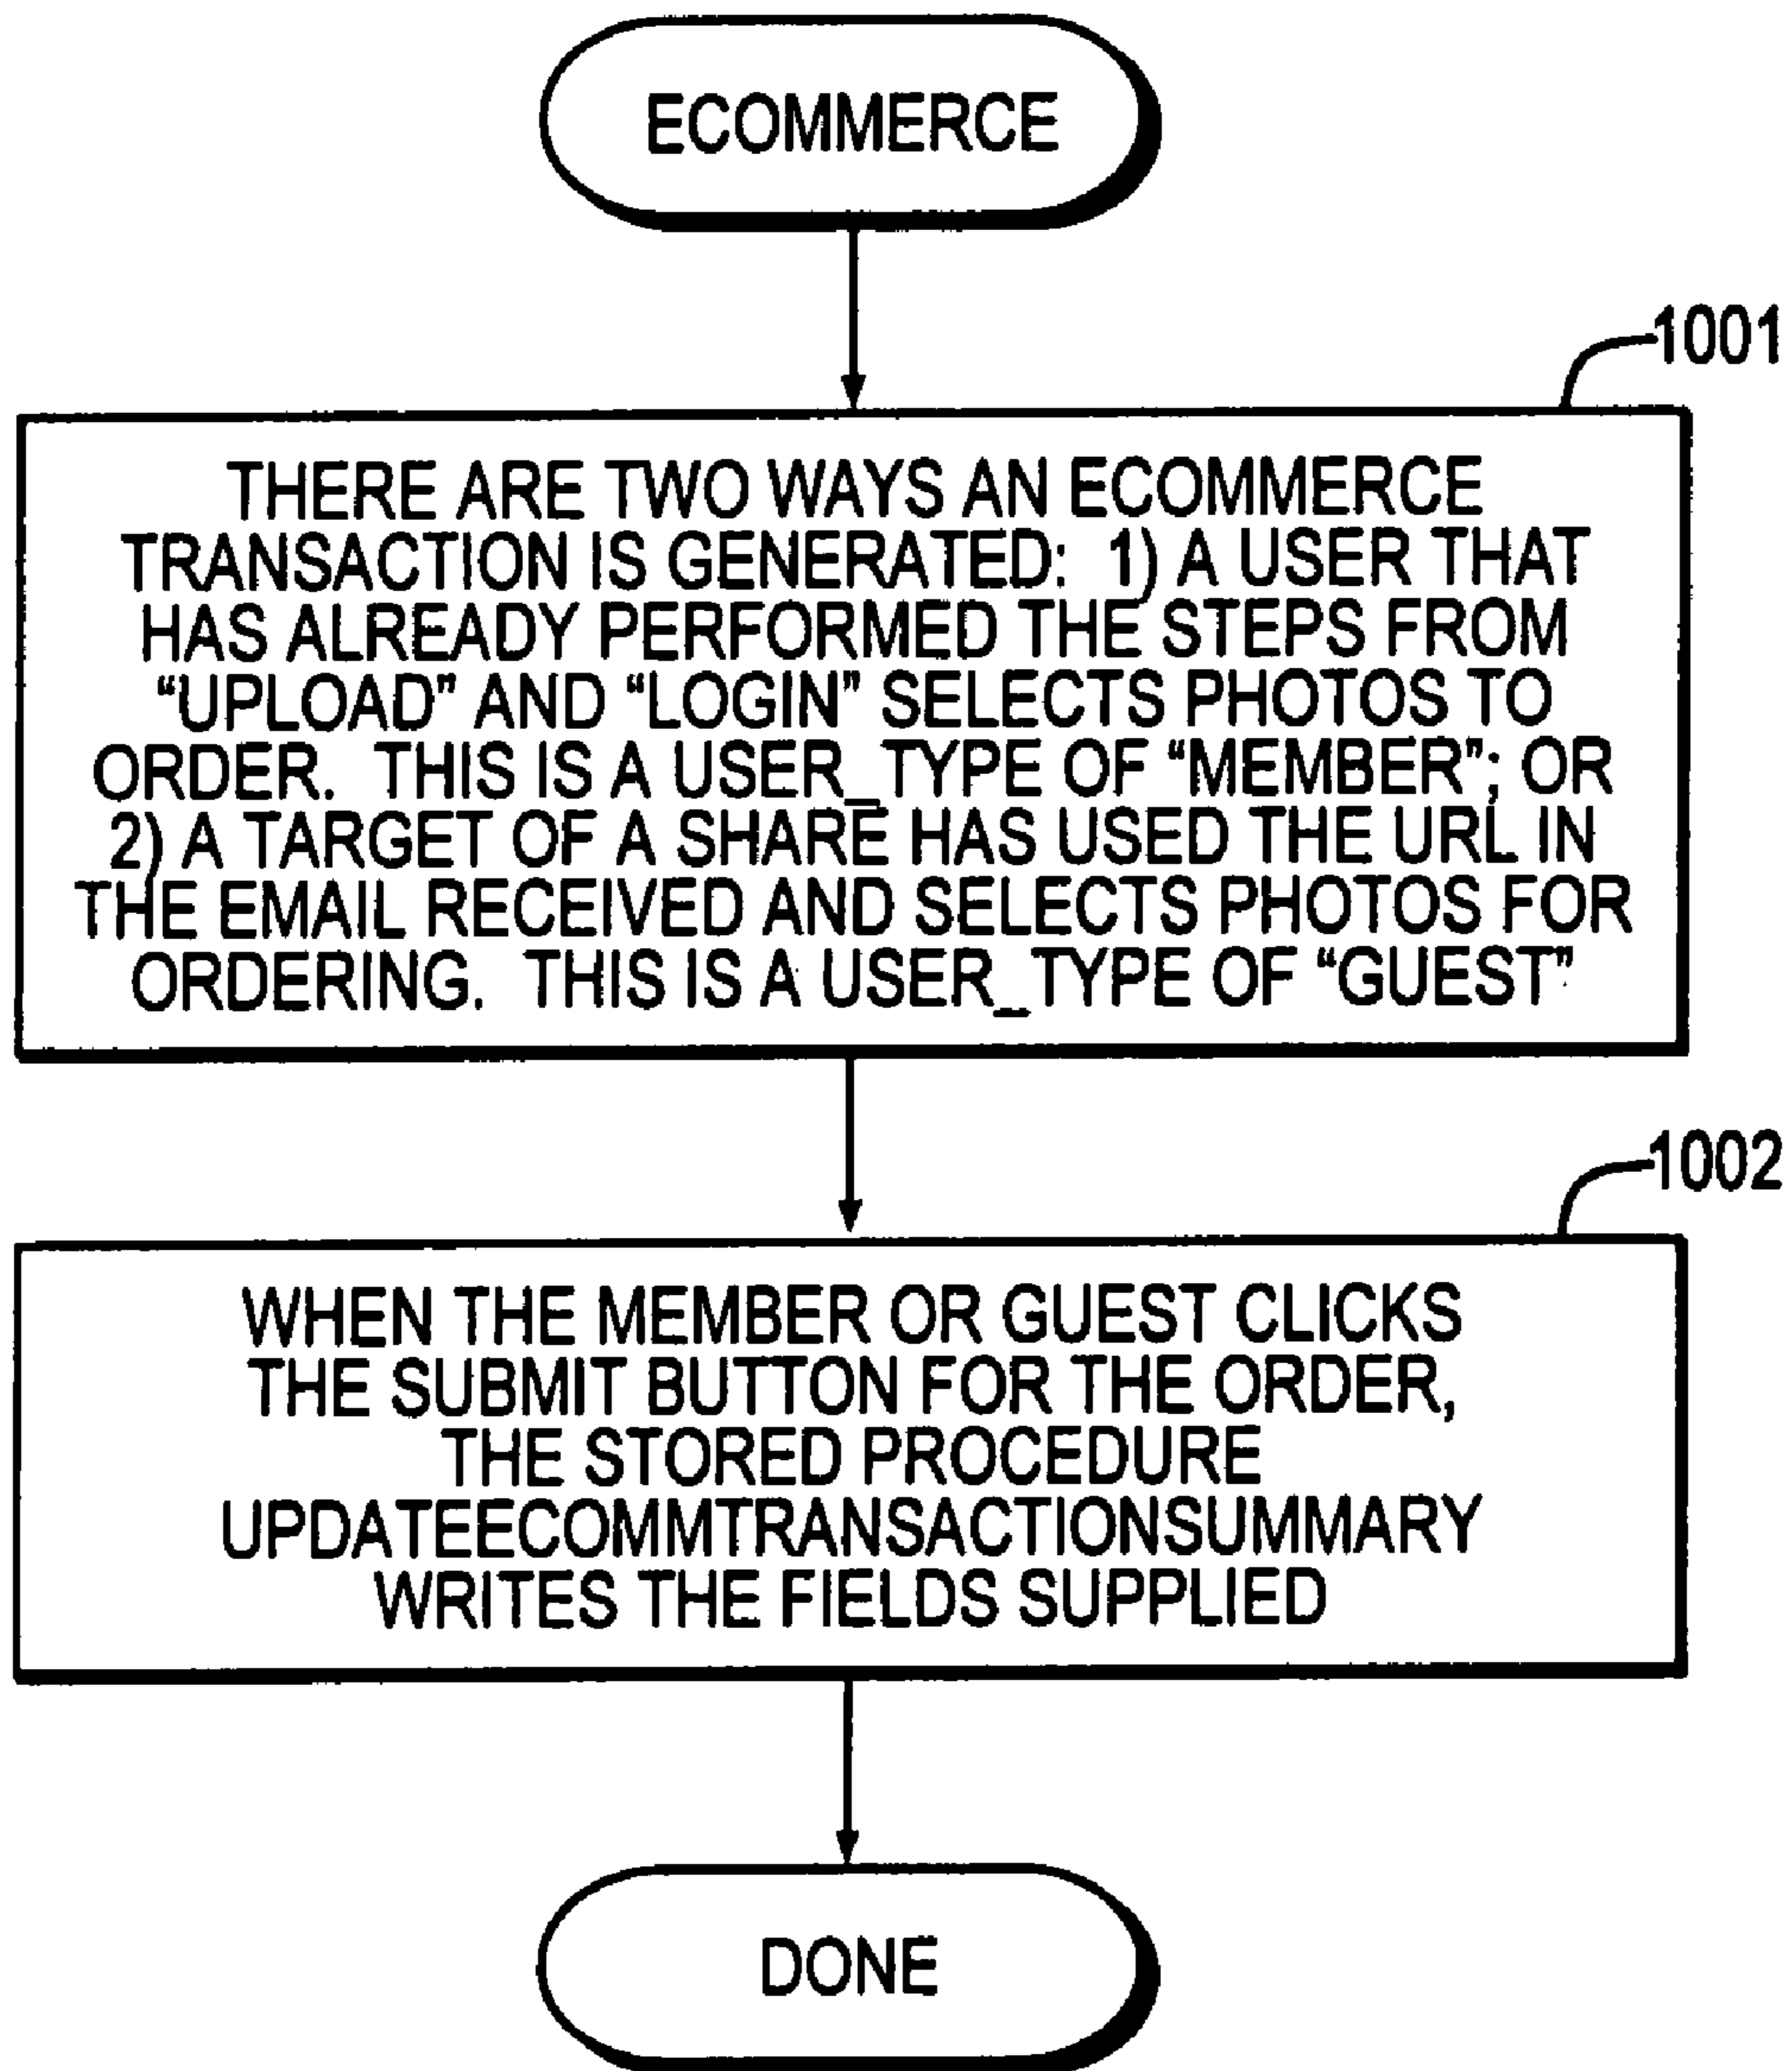 ECOMMERCE
1001
THERE ARE TWO WAYS AN ECOMMERCE
TRANSACTION IS GENERATED: 1) A USER THAT
HAS ALREADY PERFORMED THE STEPS FROM
“UPLOAD” AND “LOGIN” SELECTS PHOTOS TO
ORDER. THIS IS A USER_TYPE OF “MEMBER”; OR
2) A TARGET OF A SHARE HAS USED THE URL IN
THE EMAIL RECEIVED AND SELECTS PHOTOS FOR
ORDERING. THIS IS A USER_TYPE OF “GUEST”
1002
WHEN THE MEMBER OR GUEST CLICKS
THE SUBMIT BUTTON FOR THE ORDER,
THE STORED PROCEDURE
UPDATEECOMMTRANSACTIONSUMMARY
WRITES THE FIELDS SUPPLIED
DONE